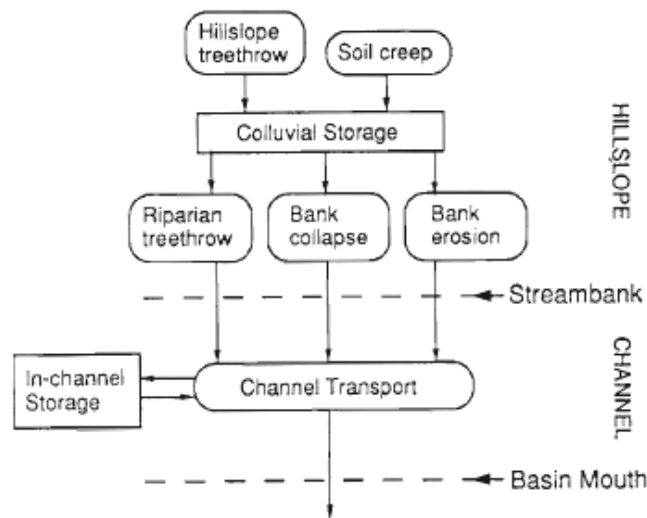 Hillslope
treethrow
Soil creep
Colluvial Storage
HILLSLOPE
Riparian
treethrow
Bank
collapse
Bank
erosion
Streambank
In-channel
Storage
Channel Transport
CHANNEL
Basin Mouth